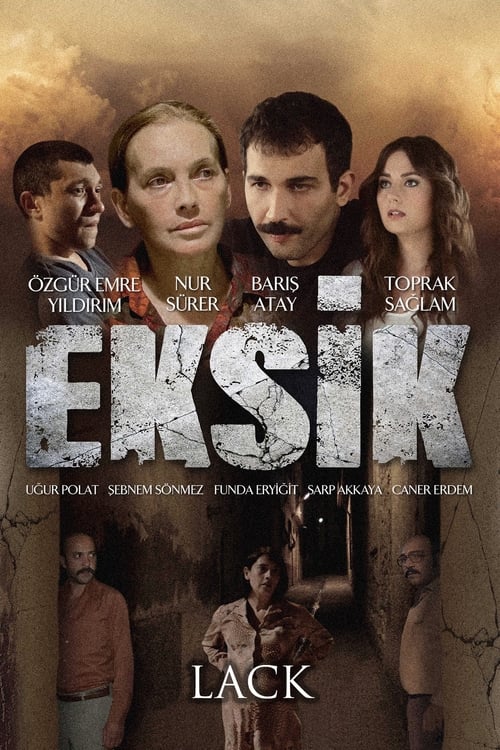 ÖZGÜR EMRE YILDIRIM
NUR SÜRER
BARIŞ ATAY
TOPRAK SAĞLAM
EKSİK
UĞUR POLAT ŞEBNEM SÖNMEZ FUNDA ERYİĞİT SARP AKKAYA CANER ERDEM
LACK